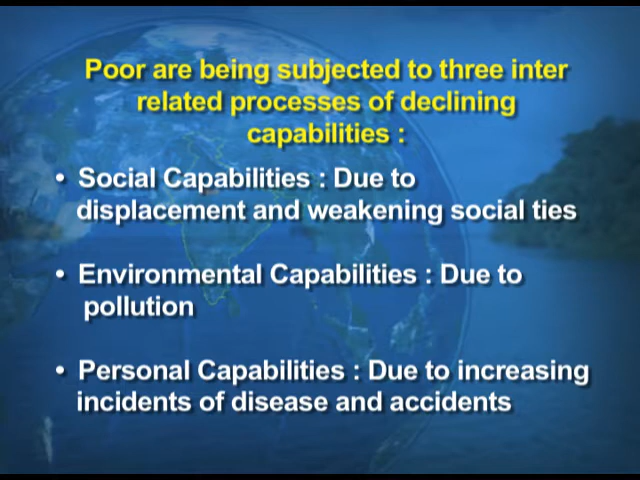 Poor are being subjected to three inter
related processes of declining
capabilities :
• Social Capabilities : Due to
displacement and weakening social ties
• Environmental Capabilities : Due to
pollution
• Personal Capabilities : Due to increasing
incidents of disease and accidents